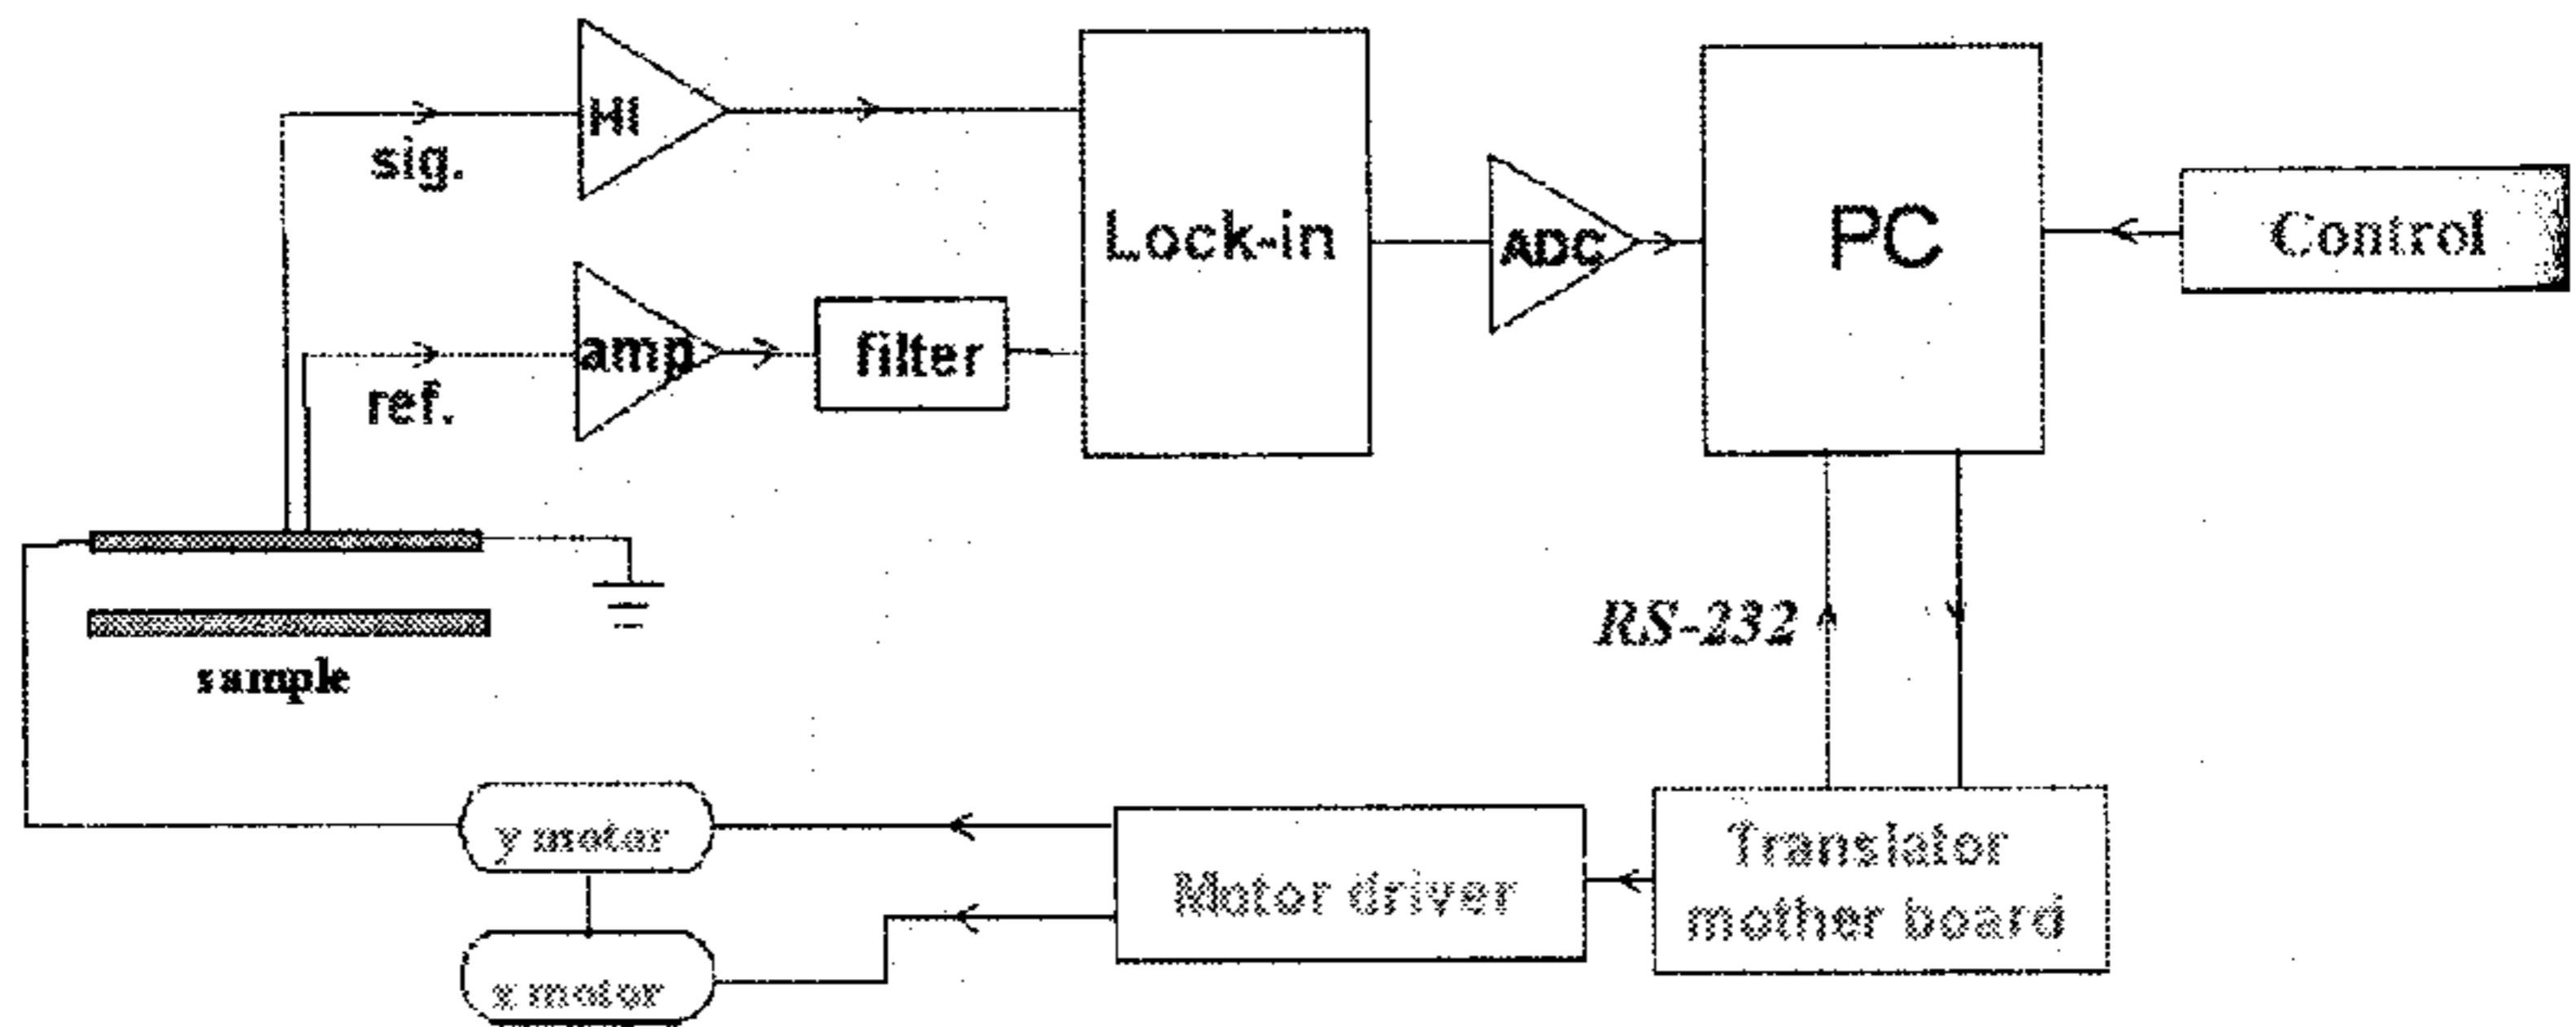 sig.
Lock-in
ADC
PC
Control
ref.
amp
filter
RS-232
sample
y motor
Motor driver
Translator
mother board
x motor